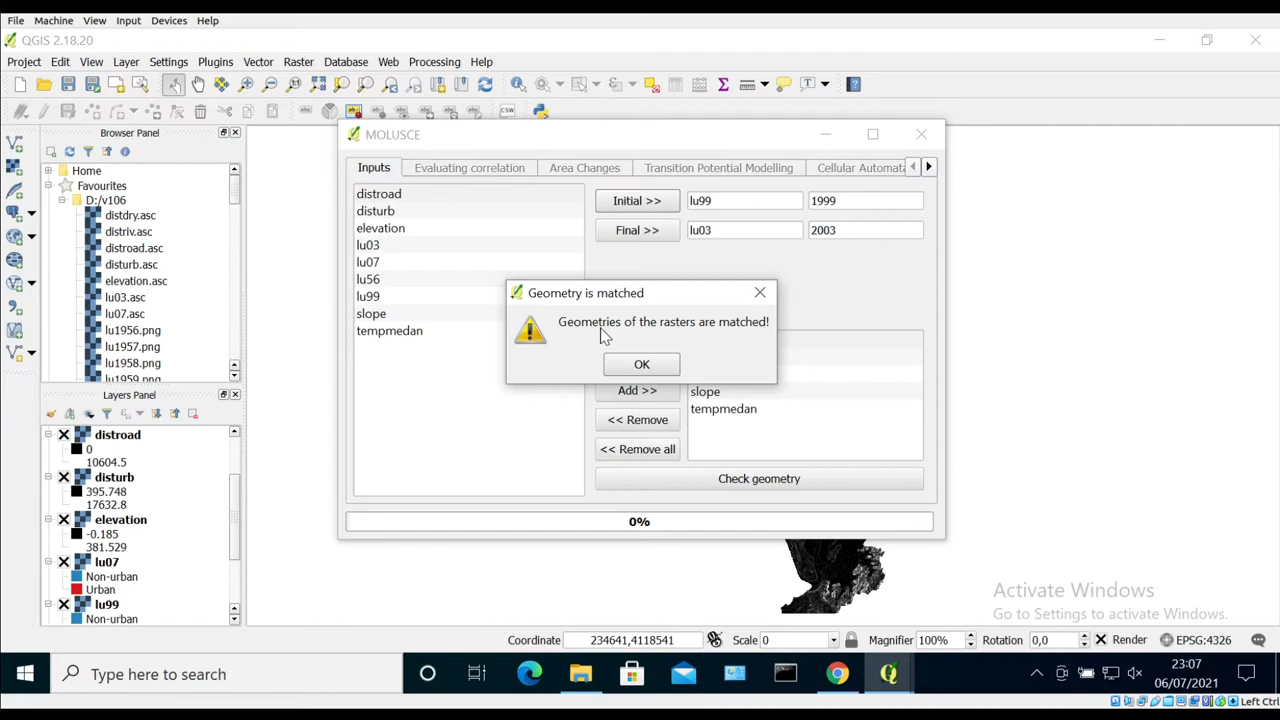 File Machine View Input Devices Help
QGIS 2.18.20
Project Edit View Layer Settings Plugins Vector Raster Database Web Processing Help
CSW
Browser Panel
Home
Favourites
D:/v106
distdry.asc
distriv.asc
distroad.asc
disturb.asc
elevation.asc
lu03.asc
lu07.asc
lu1956.png
lu1957.png
lu1958.png
lu1959.png
Layers Panel
distroad
0
10604.5
disturb
395.748
17632.8
elevation
-0.185
381.529
lu07
Non-urban
Urban
lu99
Non-urban
MOLUSCE
Inputs Evaluating correlation Area Changes Transition Potential Modelling Cellular Automata
distroad
disturb
elevation
lu03
lu07
lu56
lu99
slope
tempmedan
Initial >> lu99 1999
Final >> lu03 2003
Geometry is matched
Geometries of the rasters are matched!
OK
Add >>
<< Remove
<< Remove all
slope
tempmedan
Check geometry
0%
Activate Windows
Go to Settings to activate Windows.
Coordinate 234641,4118541 Scale 0 Magnifier 100% Rotation 0,0 Render EPSG:4326
Type here to search
23:07
06/07/2021
Left Ctrl